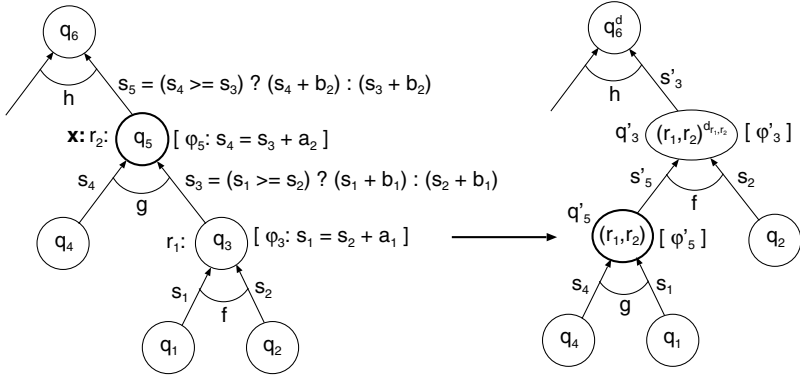 q₆ q₆ᵈ
h s₅ = (s₄ >= s₃) ? (s₄ + b₂) : (s₃ + b₂) h s'₃
x: r₂: q₅ [ φ₅: s₄ = s₃ + a₂ ] q'₃ (r₁,r₂)ᵈr₁,r₂ [ φ'₃ ]
s₄ g s₃ = (s₁ >= s₂) ? (s₁ + b₁) : (s₂ + b₁) s'₅ f s₂
q₄ r₁: q₃ [ φ₃: s₁ = s₂ + a₁ ] q'₅ (r₁,r₂) [ φ'₅ ] q₂
s₁ f s₂ s₄ g s₁
q₁ q₂ q₄ q₁